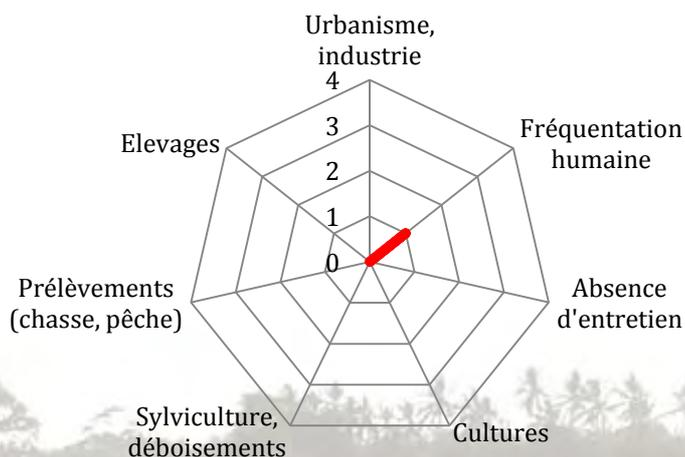 Urbanisme,
industrie
4
3
2
1
0
Fréquentation
humaine
Absence
d'entretien
Cultures
Sylviculture,
déboisements
Prélèvements
(chasse, pêche)
Elevages